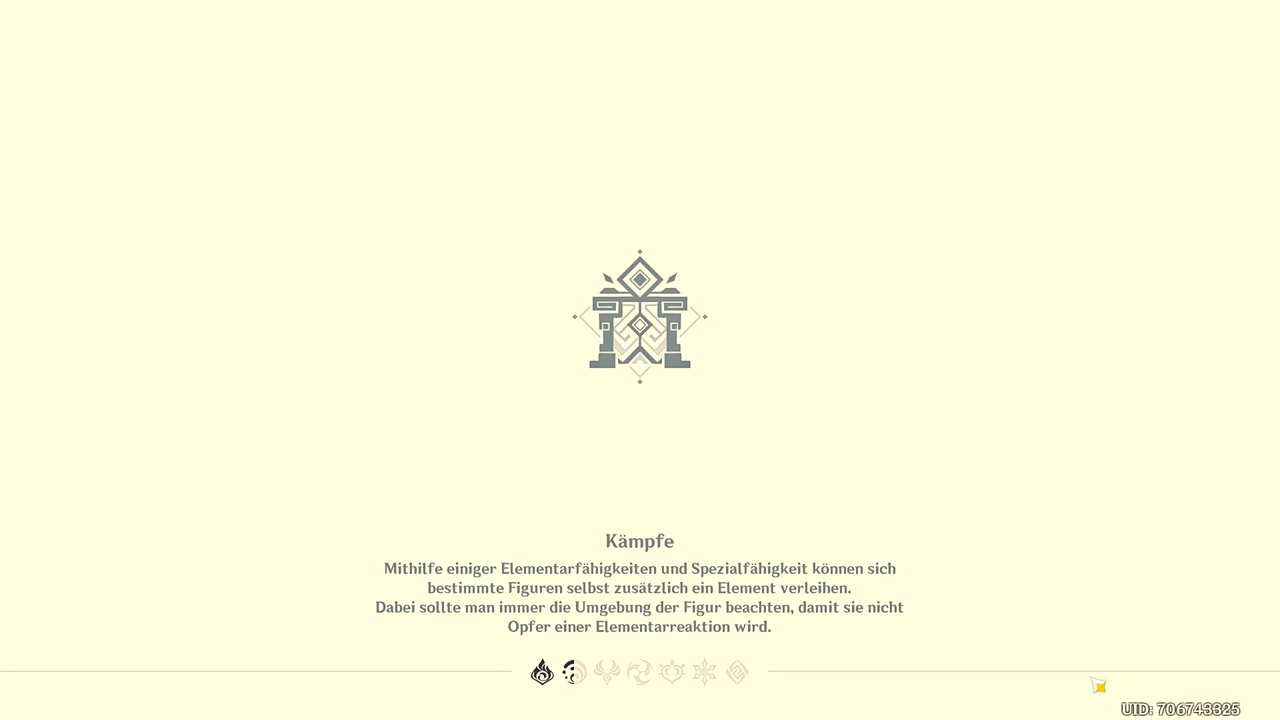 Kämpfe
Mithilfe einiger Elementarfähigkeiten und Spezialfähigkeit können sich
bestimmte Figuren selbst zusätzlich ein Element verleihen.
Dabei sollte man immer die Umgebung der Figur beachten, damit sie nicht
Opfer einer Elementarreaktion wird.
UID: 706743325